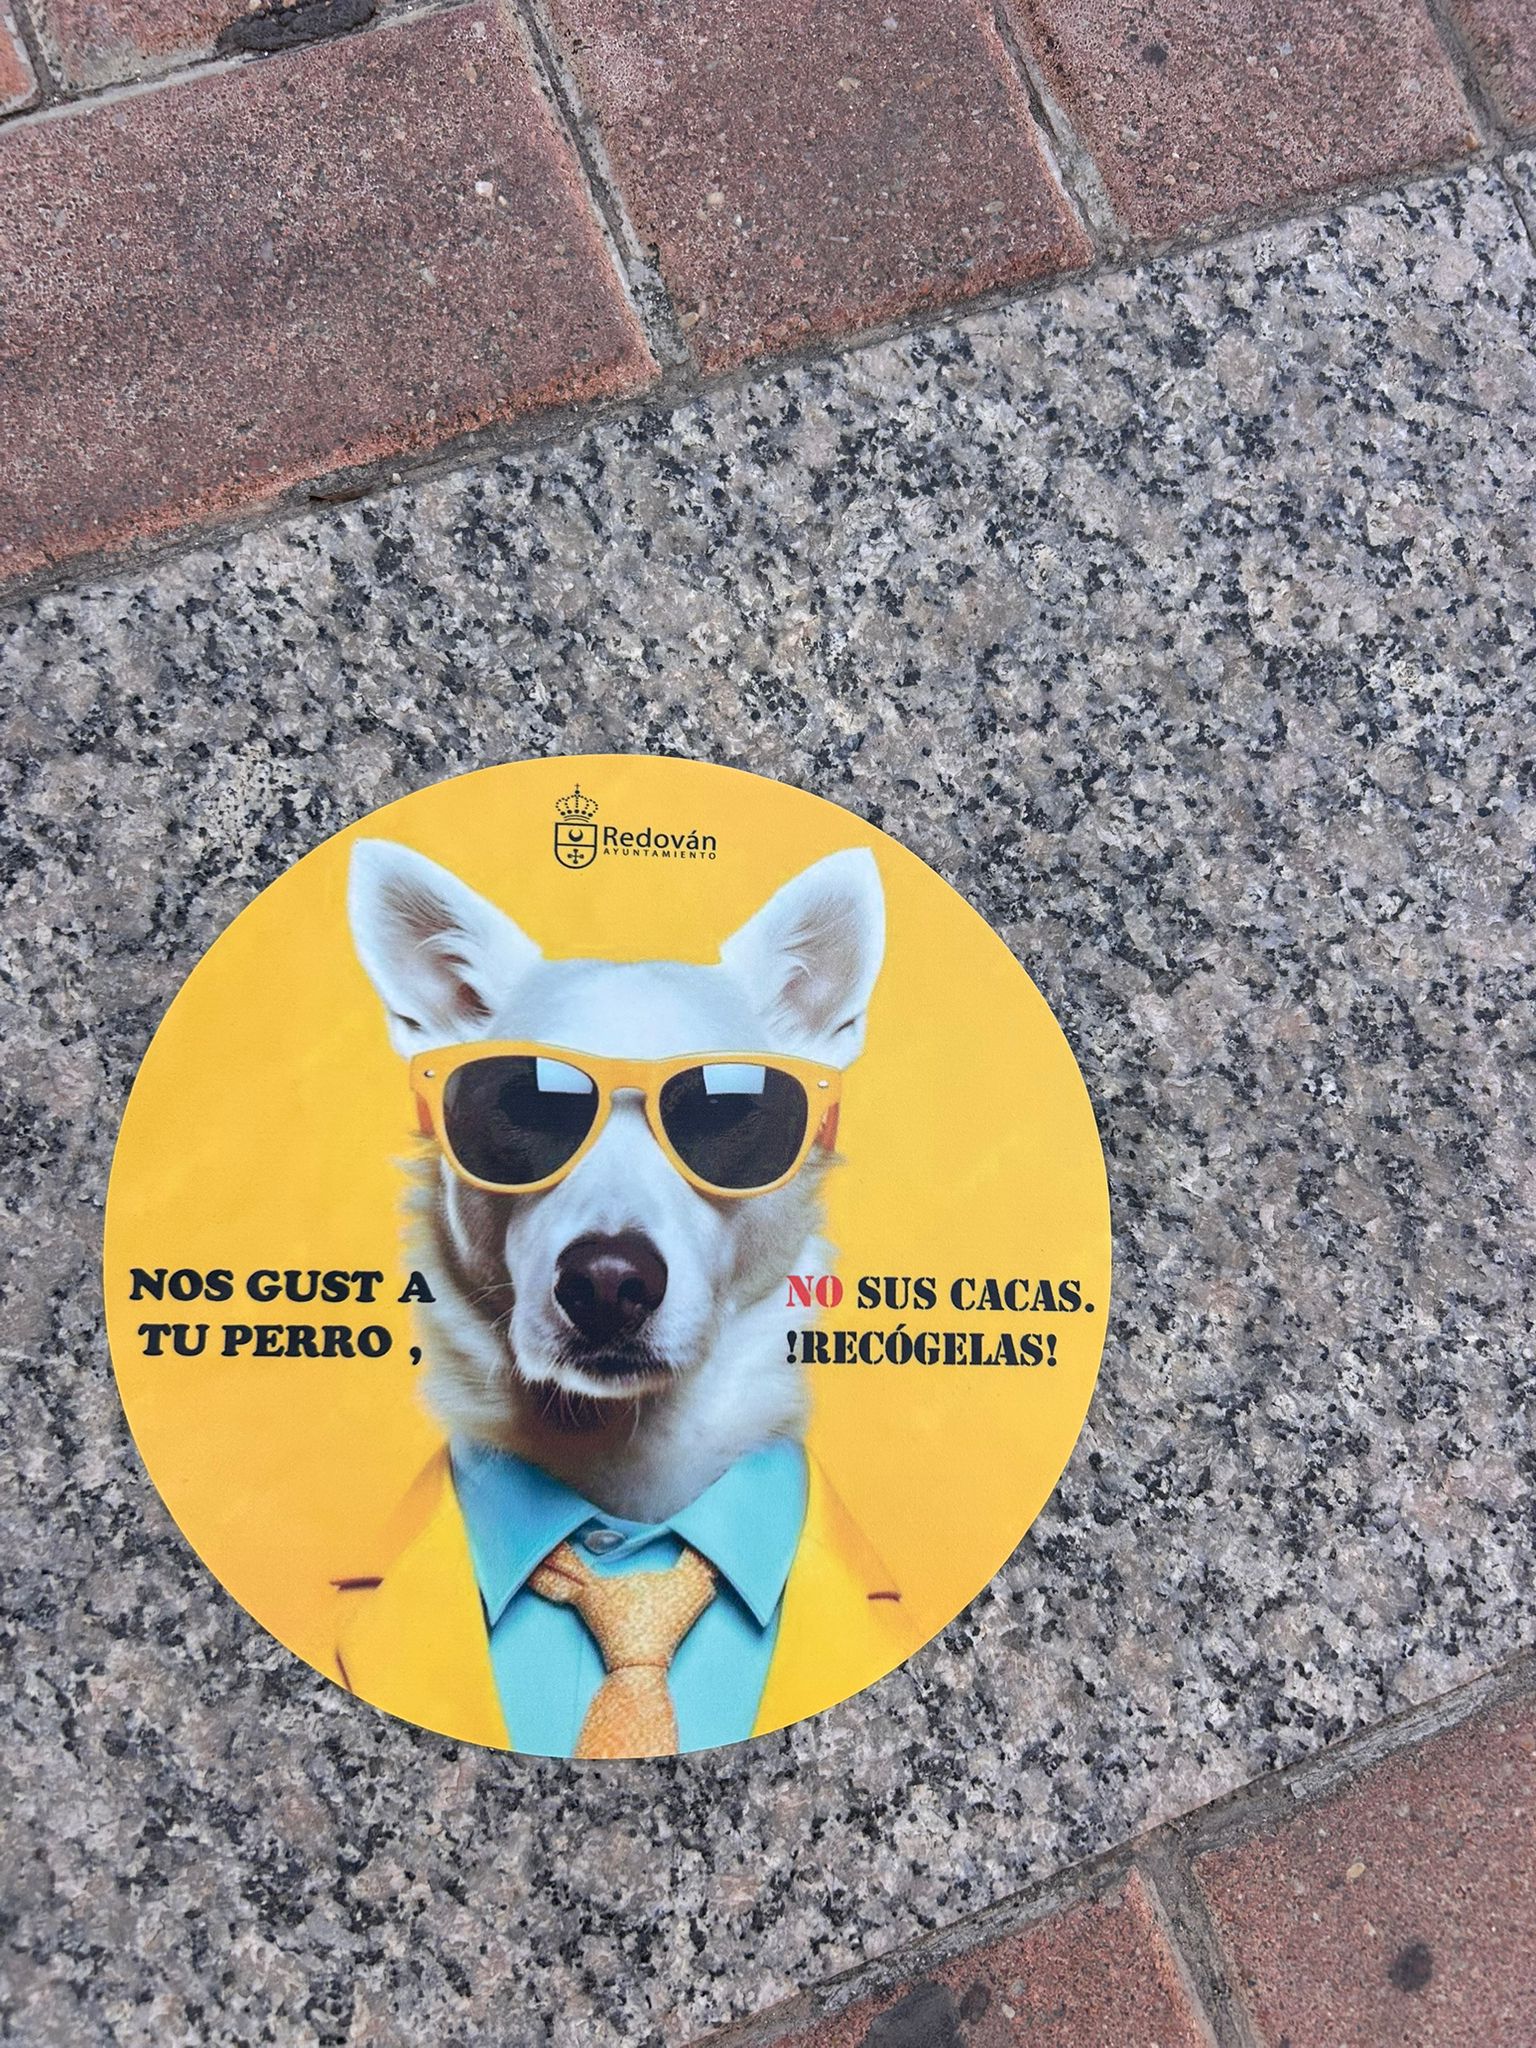 Redován
AYUNTAMIENTO
NOS GUST A
TU PERRO ,
NO SUS CACAS.
!RECÓGELAS!